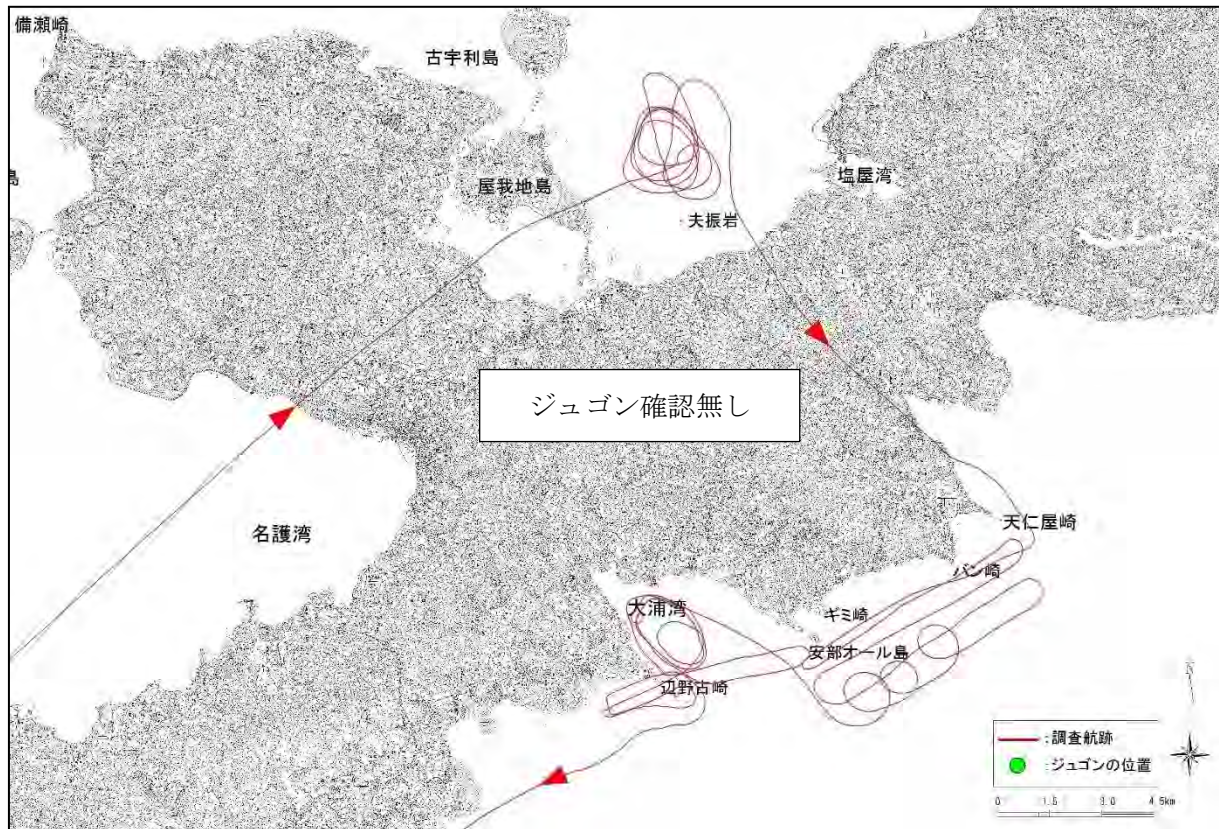 備瀬崎
古宇利島
島
屋我地島
塩屋湾
夫振岩
ジュゴン確認無し
名護湾
天仁屋崎
バン崎
大浦湾
ギミ崎
安部オール島
辺野古崎
N
:調査航跡
:ジュゴンの位置
0 1.5 3.0 4.5km